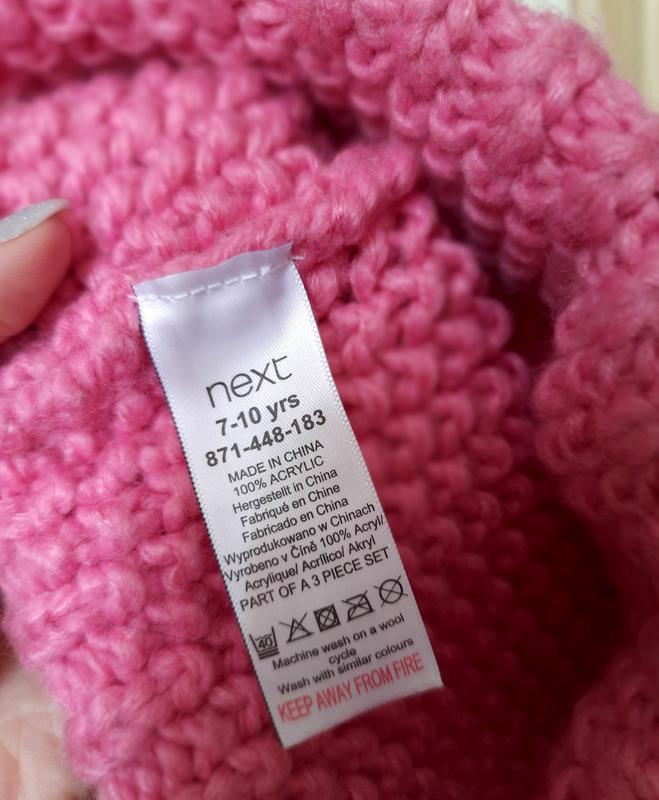 next
7-10 yrs
871-448-183
MADE IN CHINA
100% ACRYLIC
Hergestellt in China
Fabriqué en Chine
Fabricado en China
Wyprodukowano w Chinach
Vyrobeno v Číně 100% Acryl/
Acrylique/ Acrílico/ Akryl
PART OF A 3 PIECE SET
40
Machine wash on a wool
cycle
Wash with similar colours
KEEP AWAY FROM FIRE